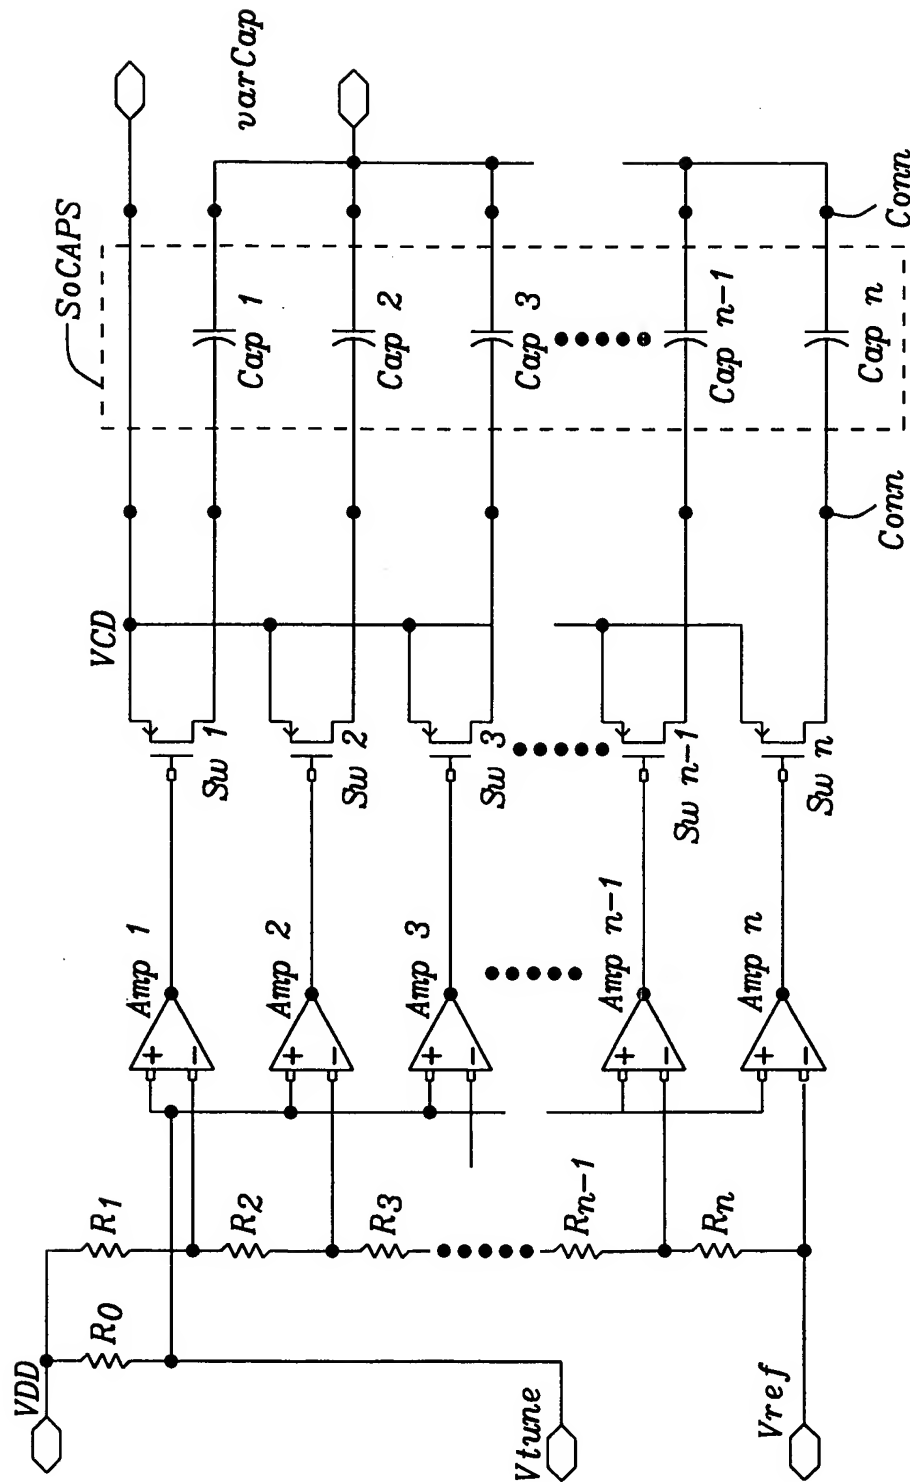 VDD
R0
R1
R2
R3
Rn-1
Rn
Vtune
Vref
Amp 1
Amp 2
Amp 3
Amp n-1
Amp n
+
−
+
−
+
−
+
−
+
−
Sw 1
Sw 2
Sw 3
Sw n-1
Sw n
VCD
SoCAPS
Cap 1
Cap 2
Cap 3
Cap n-1
Cap n
Conn
Conn
varCap